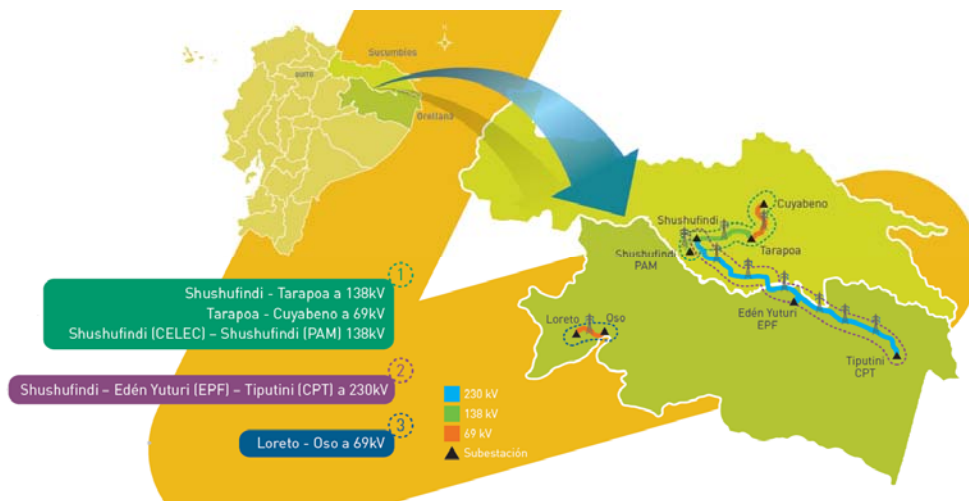 N
Sucumbíos
QUITO
Orellana
Cuyabeno
Shushufindi
Tarapoa
Shushufindi
PAM
Edén Yuturi
EPF
Loreto
Oso
Tiputini
CPT
1
Shushufindi - Tarapoa a 138kV
Tarapoa - Cuyabeno a 69kV
Shushufindi (CELEC) – Shushufindi (PAM) 138kV
2
Shushufindi – Edén Yuturi (EPF) – Tiputini (CPT) a 230kV
3
Loreto - Oso a 69kV
230 kV
138 kV
69 kV
Subestación